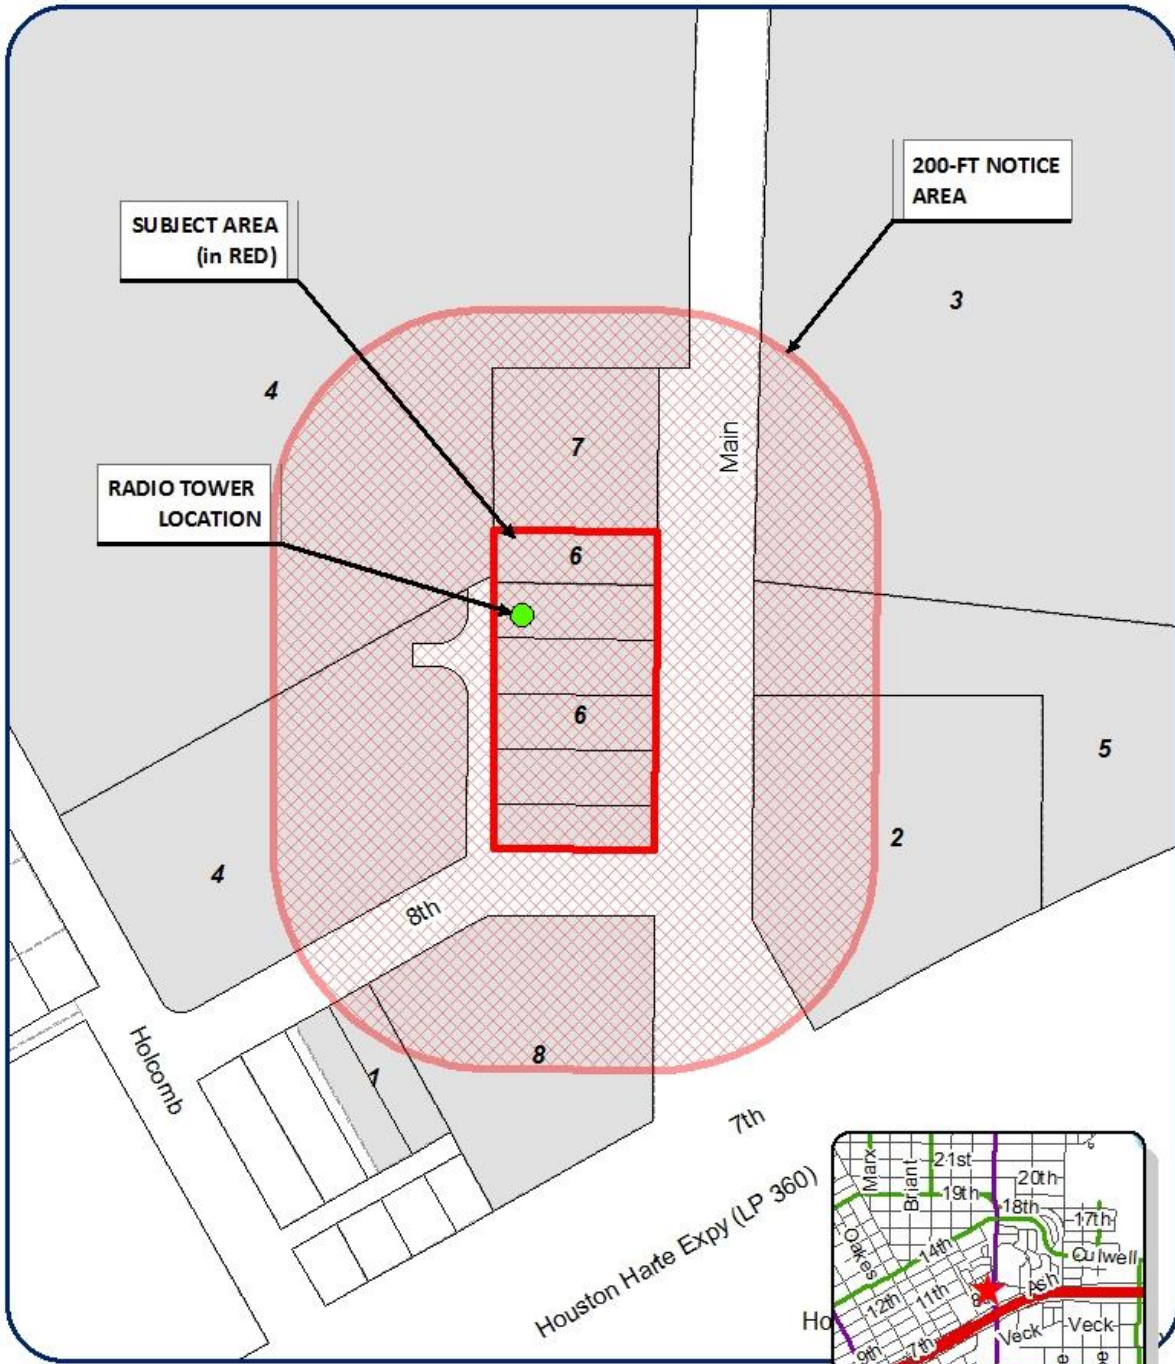 200-FT NOTICE
AREA
SUBJECT AREA
(in RED)
3
4
7
Main
RADIO TOWER
LOCATION
6
6
5
2
4
8th
8
1
Holcomb
7th
Houston Harte Expy (LP 360)
Ho
Marx
Briant
21st
20th
19th
18th
17th
Oakes
14th
Culwell
12th
11th
8
Ash
9th
7th
Veck
Veck
e
e